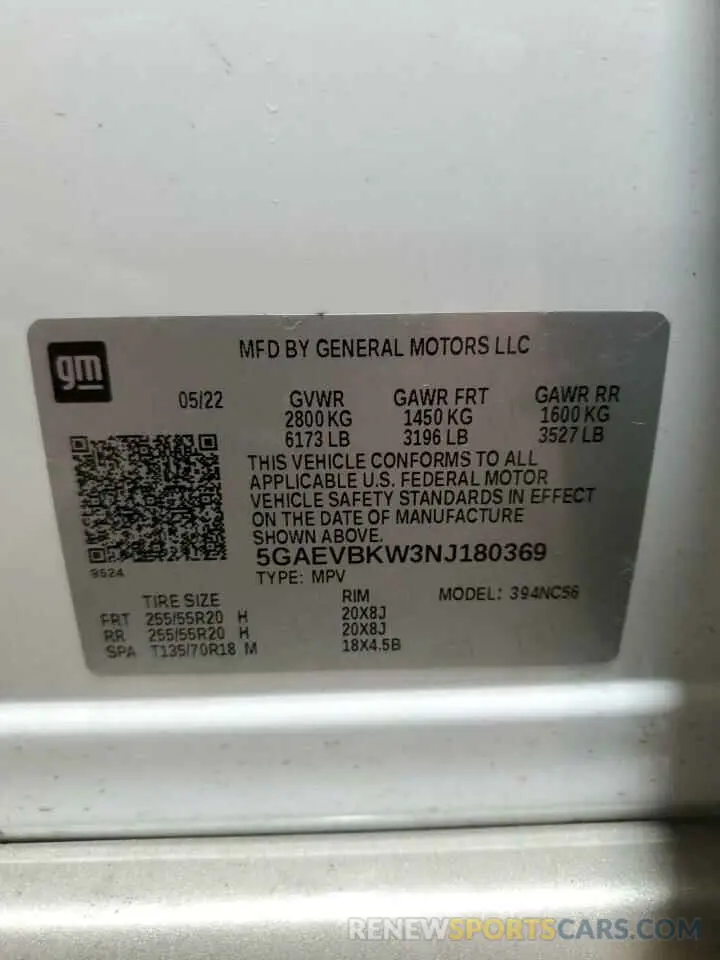 gm
MFD BY GENERAL MOTORS LLC
05/22 GVWR GAWR FRT GAWR RR
2800 KG 1450 KG 1600 KG
6173 LB 3196 LB 3527 LB
THIS VEHICLE CONFORMS TO ALL
APPLICABLE U.S. FEDERAL MOTOR
VEHICLE SAFETY STANDARDS IN EFFECT
ON THE DATE OF MANUFACTURE
SHOWN ABOVE.
5GAEVBKW3NJ180369
9524
TYPE: MPV
TIRE SIZE RIM MODEL: 394NC56
FRT 255/55R20 H 20X8J
RR 255/55R20 H 20X8J
SPA T135/70R18 M 18X4.5B
RENEWSPORTSCARS.COM